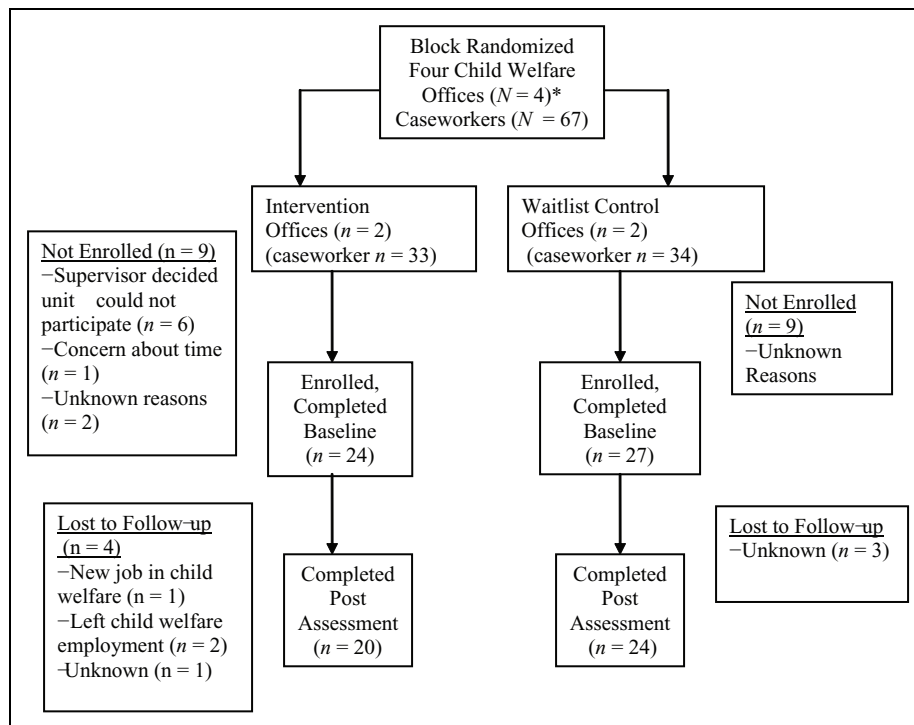 Block Randomized
Four Child Welfare
Offices (N = 4)*
Caseworkers (N = 67)
Intervention
Offices (n = 2)
(caseworker n = 33)
Waitlist Control
Offices (n = 2)
(caseworker n = 34)
Not Enrolled (n = 9)
−Supervisor decided
unit could not
participate (n = 6)
−Concern about time
(n = 1)
−Unknown reasons
(n = 2)
Not Enrolled
(n = 9)
−Unknown
Reasons
Enrolled,
Completed
Baseline
(n = 24)
Enrolled,
Completed
Baseline
(n = 27)
Lost to Follow-up
(n = 4)
−New job in child
welfare (n = 1)
−Left child welfare
employment (n = 2)
−Unknown (n = 1)
Completed
Post
Assessment
(n = 20)
Completed
Post
Assessment
(n = 24)
Lost to Follow-up
−Unknown (n = 3)